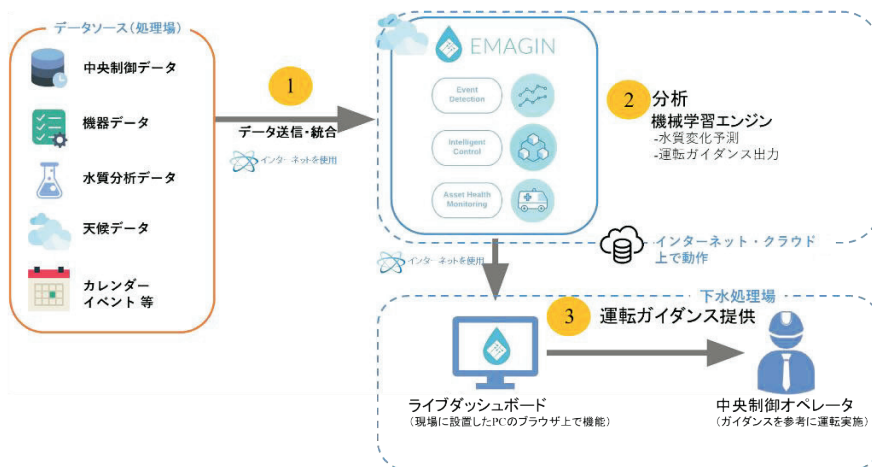 データソース（処理場）
中央制御データ
機器データ
水質分析データ
天候データ
カレンダー
イベント 等
1
データ送信・統合
インターネットを使用
EMAGIN
Event
Detection
Intelligent
Control
Asset Health
Monitoring
2 分析
機械学習エンジン
-水質変化予測
-運転ガイダンス出力
インターネット・クラウド
上で動作
インターネットを使用
下水処理場
3 運転ガイダンス提供
ライブダッシュボード
（現場に設置したPCのブラウザ上で機能）
中央制御オペレータ
（ガイダンスを参考に運転実施）